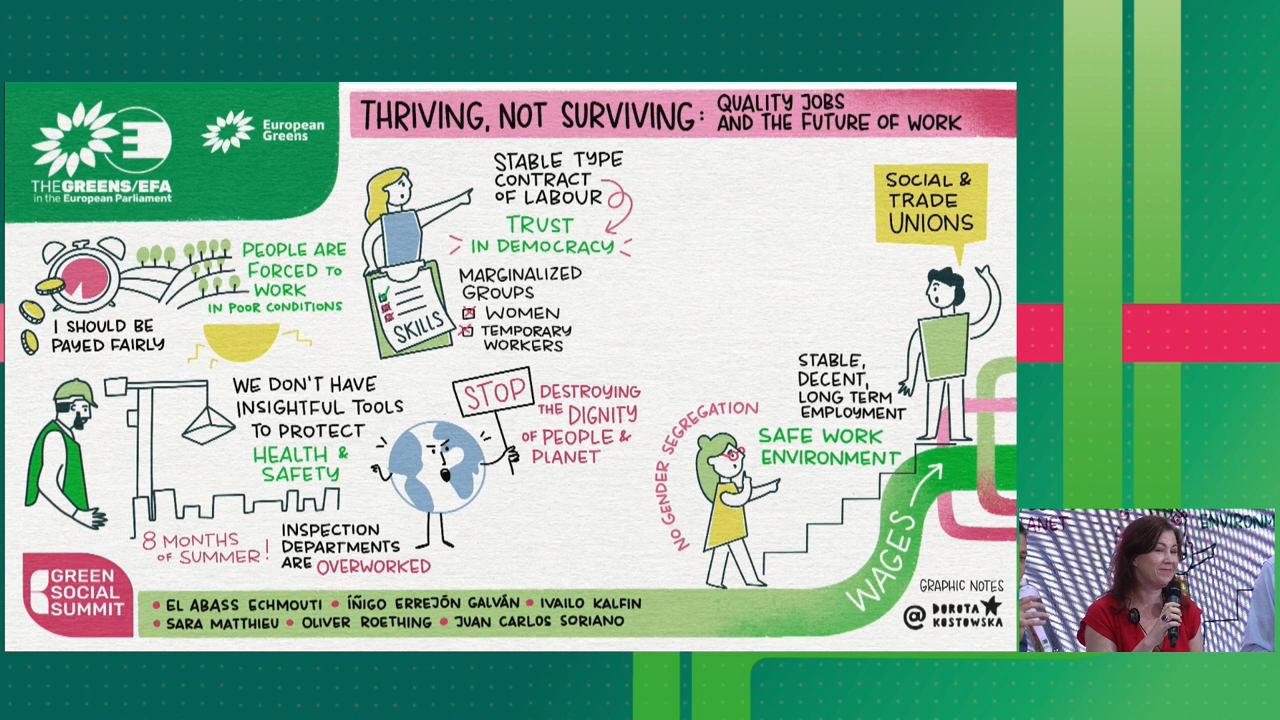 THE GREENS/EFA
in the European Parliament
European
Greens
THRIVING, NOT SURVIVING:
QUALITY JOBS
AND THE FUTURE OF WORK
STABLE TYPE
CONTRACT
OF LABOUR
TRUST
IN DEMOCRACY
SOCIAL &
TRADE
UNIONS
PEOPLE ARE
FORCED TO
WORK
IN POOR CONDITIONS
I SHOULD BE
PAYED FAIRLY
SKILLS
MARGINALIZED
GROUPS
WOMEN
TEMPORARY
WORKERS
WE DON'T HAVE
INSIGHTFUL TOOLS
TO PROTECT
HEALTH &
SAFETY
STOP
DESTROYING
THE DIGNITY
OF PEOPLE &
PLANET
NO GENDER SEGREGATION
STABLE,
DECENT,
LONG TERM
EMPLOYMENT
SAFE WORK
ENVIRONMENT
8 MONTHS
OF SUMMER!
INSPECTION
DEPARTMENTS
ARE OVERWORKED
WAGES
GREEN
SOCIAL
SUMMIT
• EL ABASS ECHMOUTI • ÍÑIGO ERREJÓN GALVÁN • IVAILO KALFIN
• SARA MATTHIEU • OLIVER ROETHING • JUAN CARLOS SORIANO
GRAPHIC NOTES
@ DOROTA
KOSTOWSKA
LANET
ENVIRONM